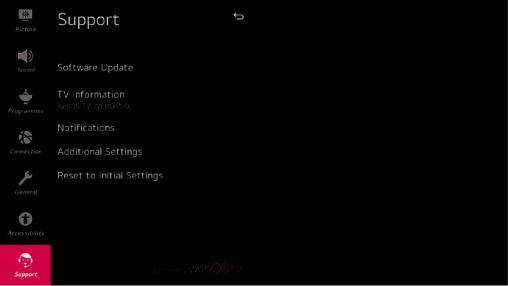 Picture
Support
Sound
Software Update
TV Information
Programmes
Notifications
Connection
Additional Settings
Reset to Initial Settings
General
Accessibility
Support
webOS TV